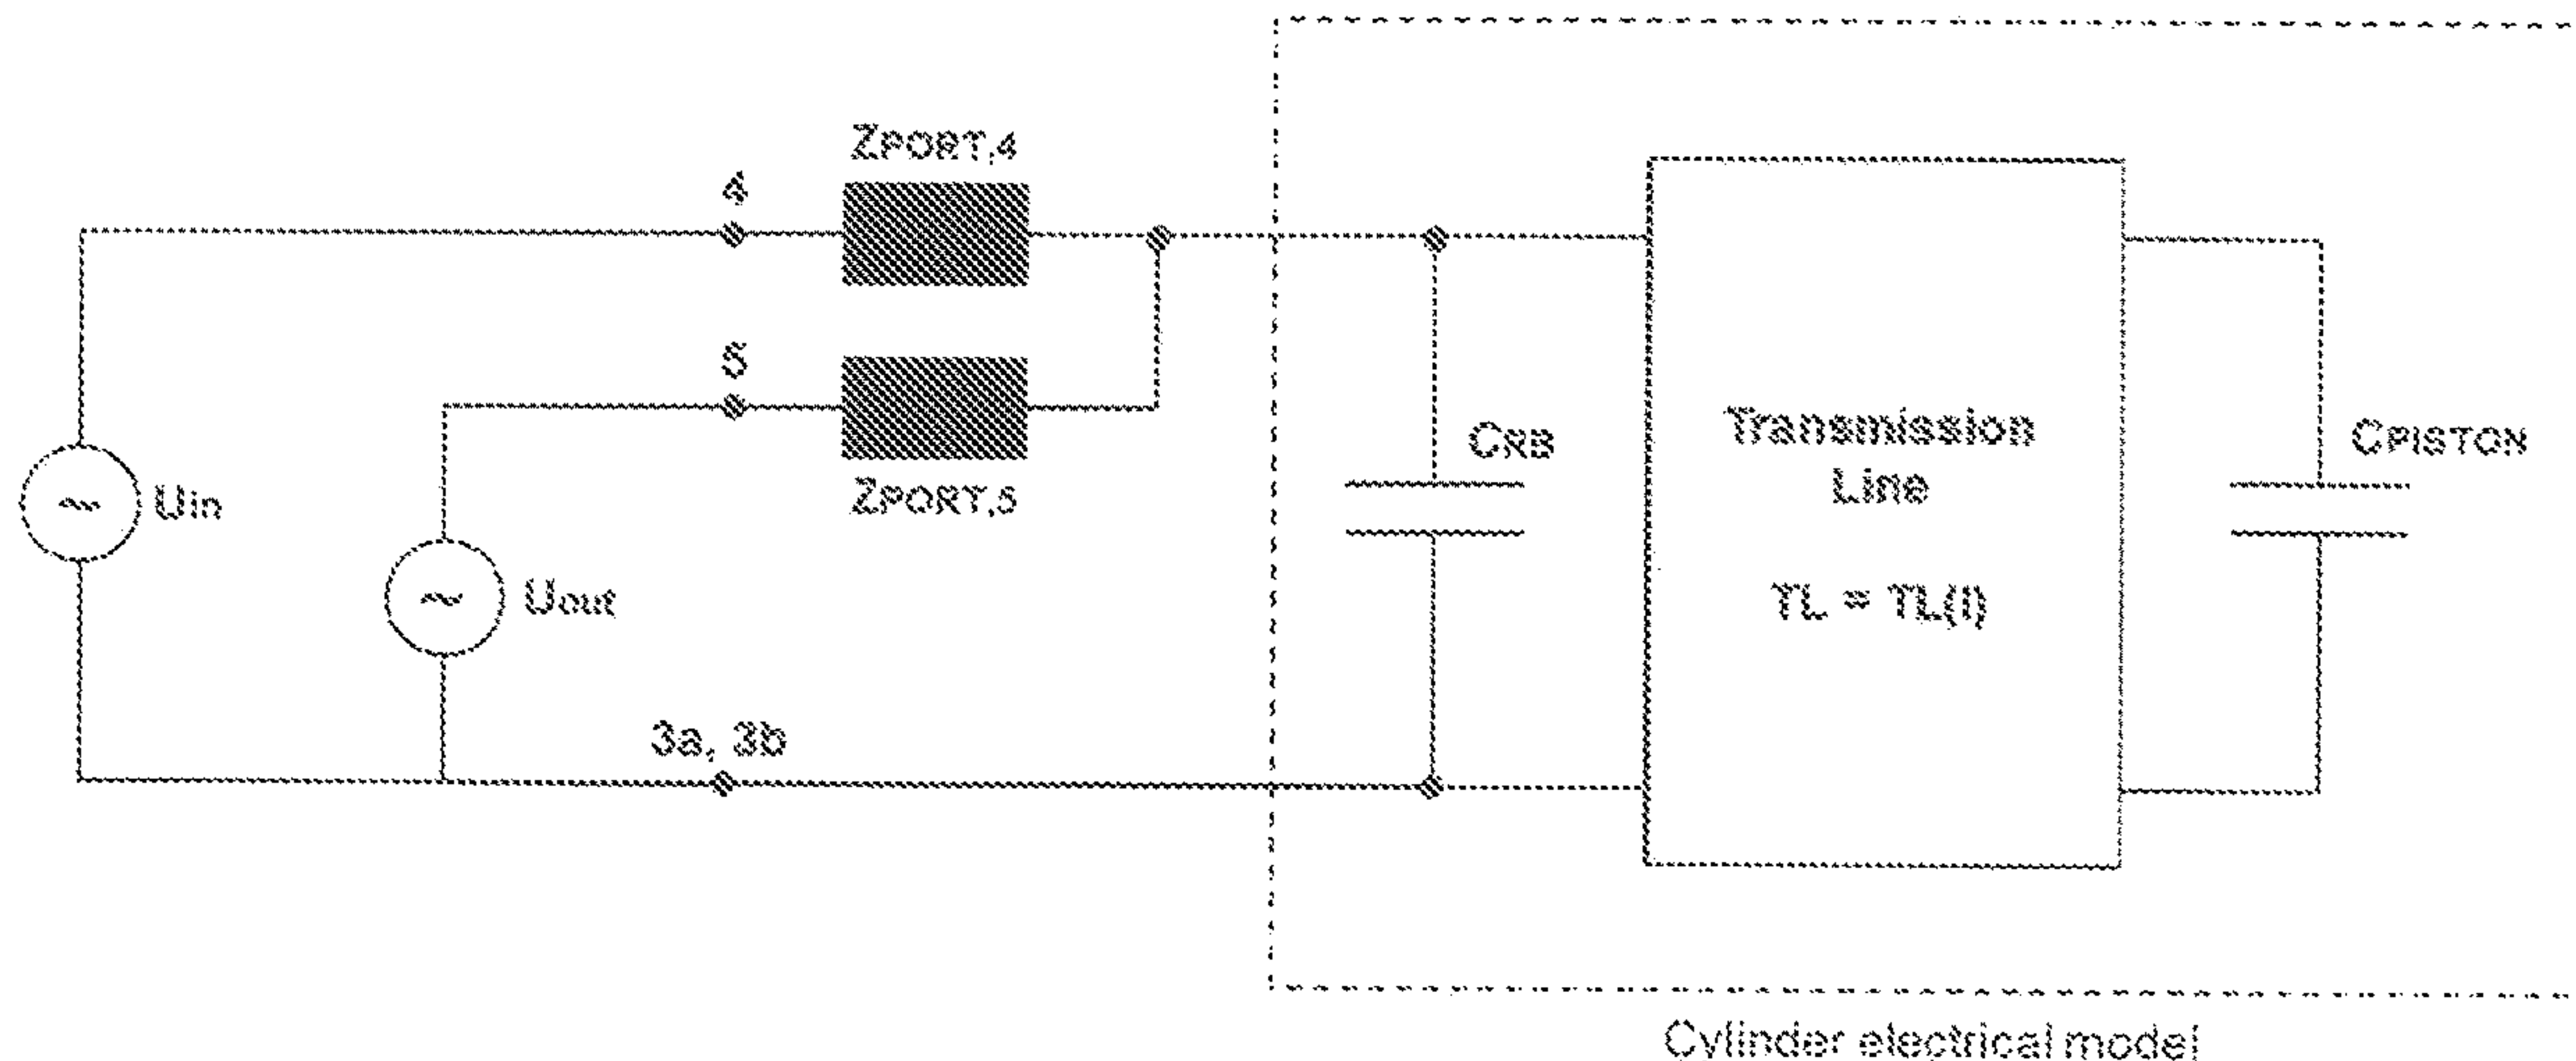 ZPORT,4
4
5
ZPORT,5
Uin
Uout
3a, 3b
CRB
Transmission
Line
TL = TL(l)
CPISTON
Cylinder electrical model